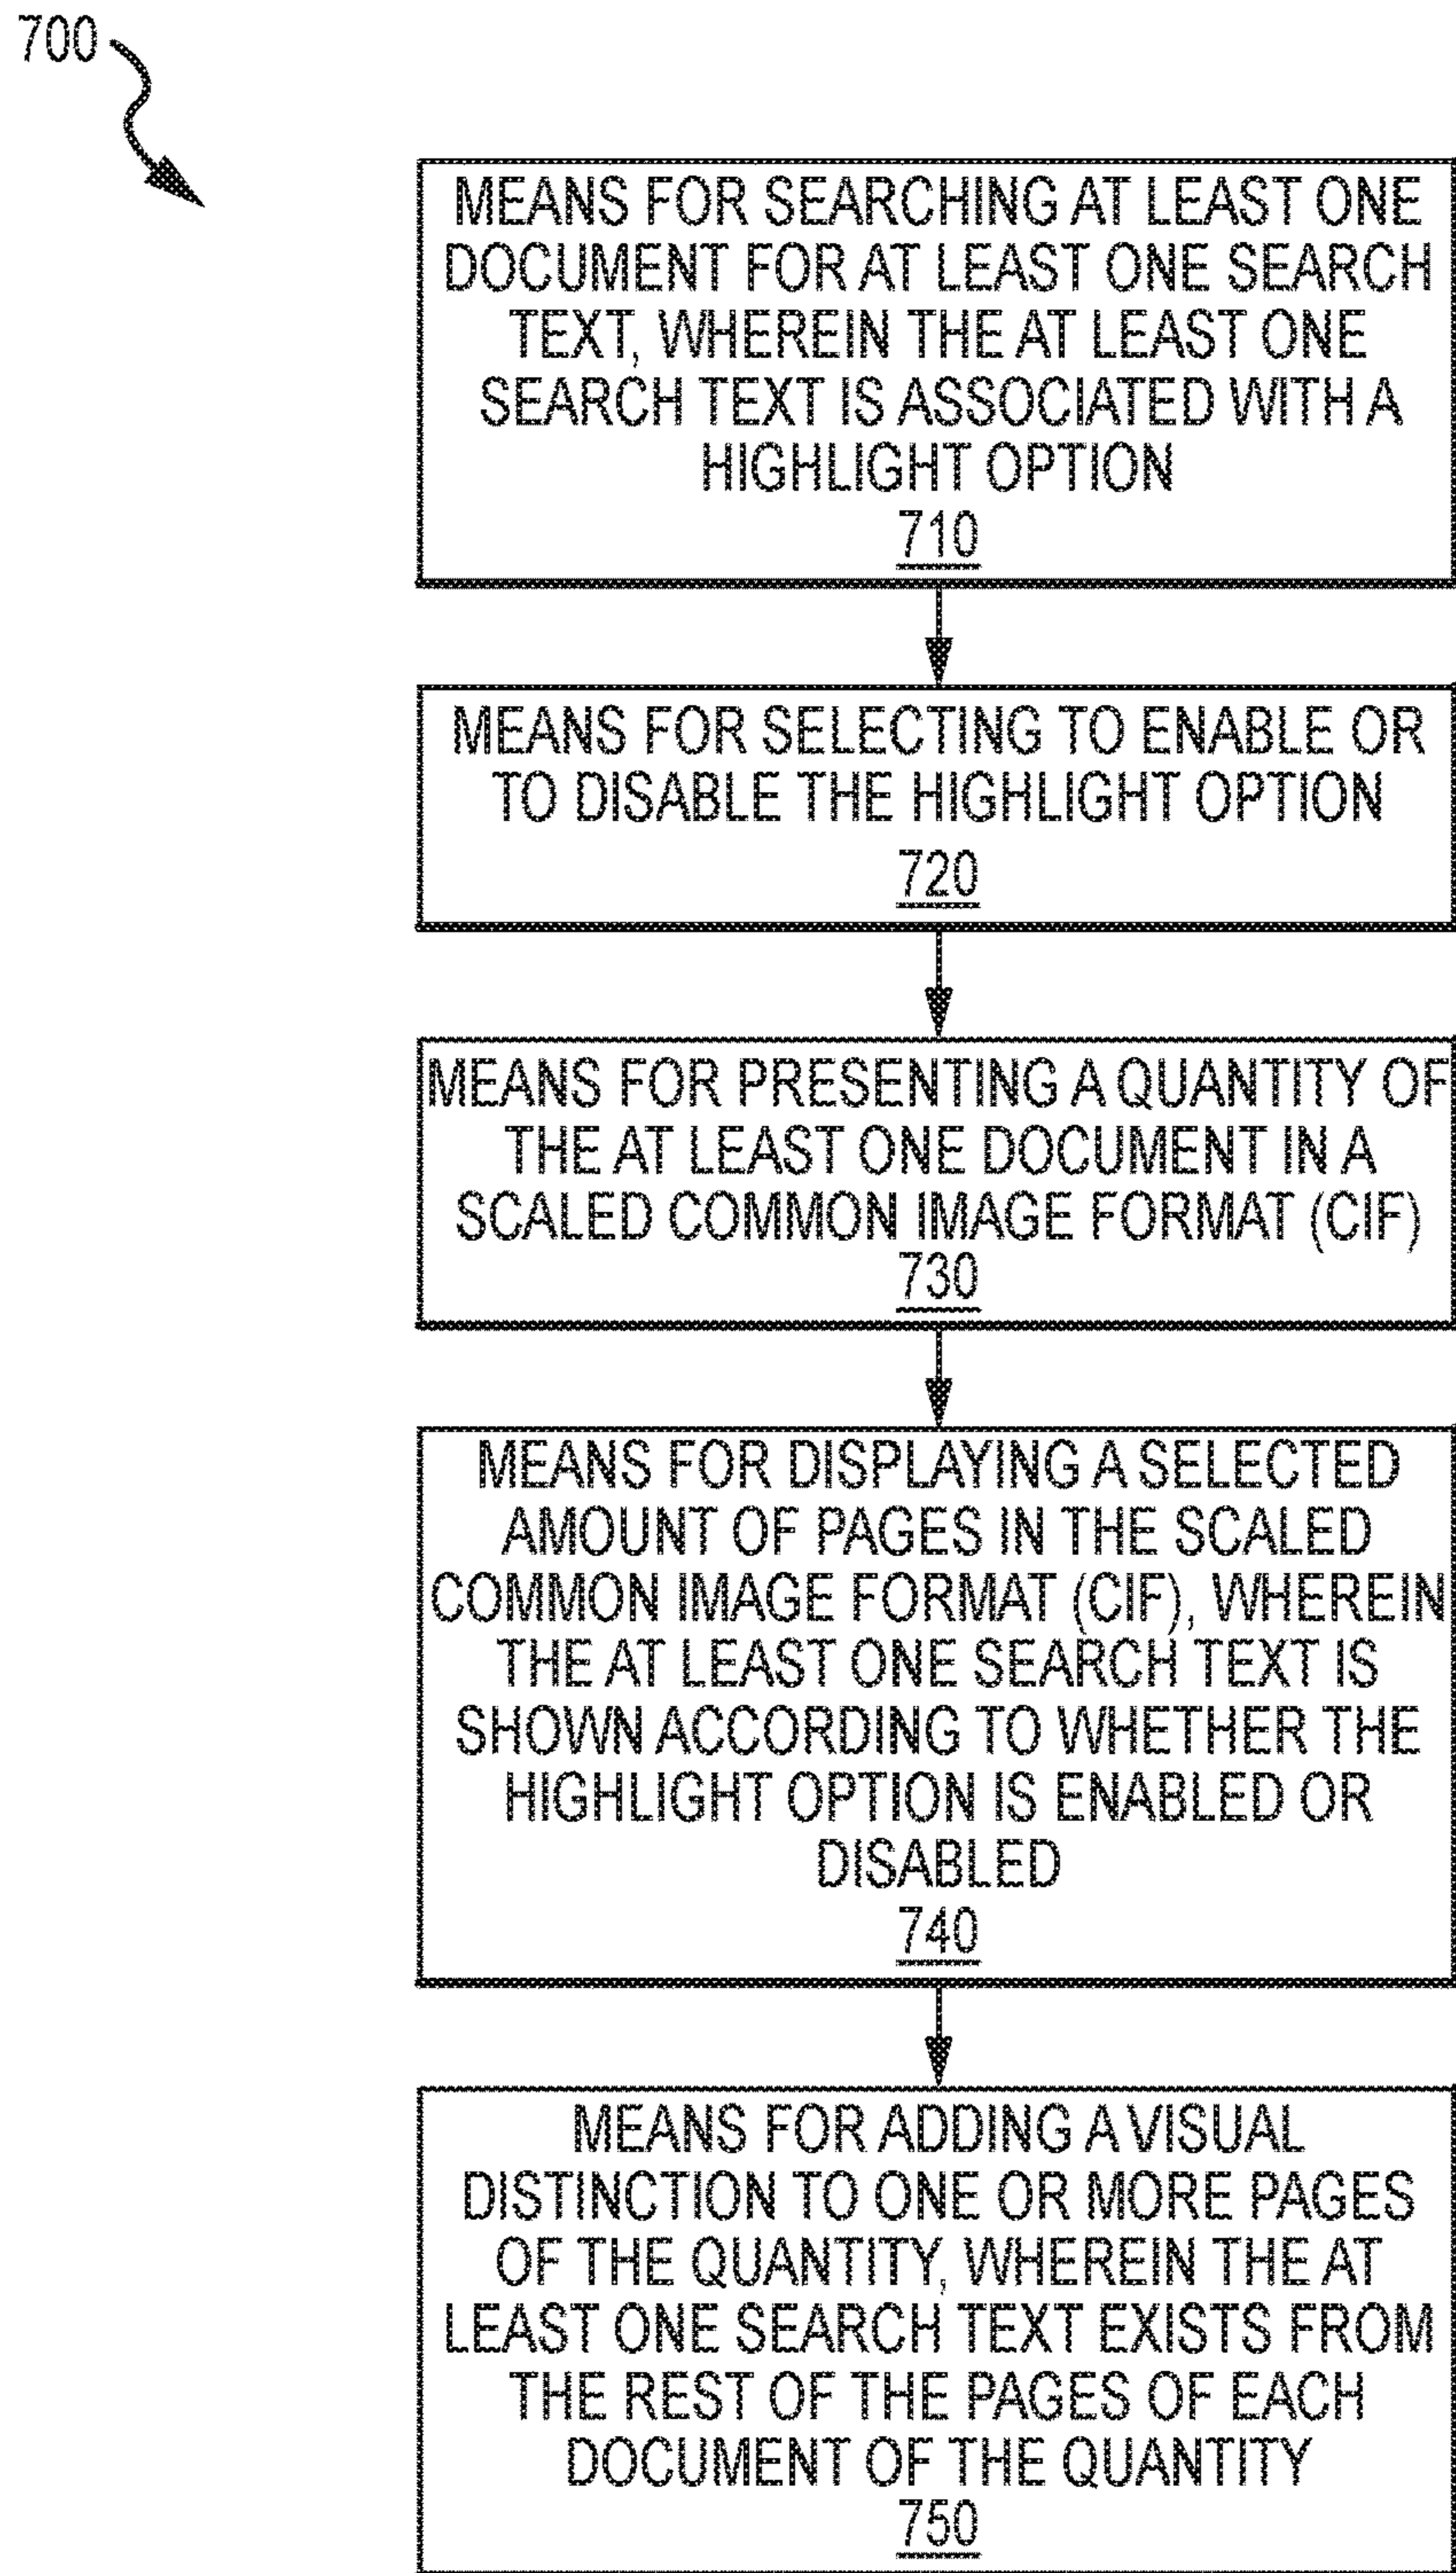 700
MEANS FOR SEARCHING AT LEAST ONE
DOCUMENT FOR AT LEAST ONE SEARCH
TEXT, WHEREIN THE AT LEAST ONE
SEARCH TEXT IS ASSOCIATED WITH A
HIGHLIGHT OPTION
710
MEANS FOR SELECTING TO ENABLE OR
TO DISABLE THE HIGHLIGHT OPTION
720
MEANS FOR PRESENTING A QUANTITY OF
THE AT LEAST ONE DOCUMENT IN A
SCALED COMMON IMAGE FORMAT (CIF)
730
MEANS FOR DISPLAYING A SELECTED
AMOUNT OF PAGES IN THE SCALED
COMMON IMAGE FORMAT (CIF), WHEREIN
THE AT LEAST ONE SEARCH TEXT IS
SHOWN ACCORDING TO WHETHER THE
HIGHLIGHT OPTION IS ENABLED OR
DISABLED
740
MEANS FOR ADDING A VISUAL
DISTINCTION TO ONE OR MORE PAGES
OF THE QUANTITY, WHEREIN THE AT
LEAST ONE SEARCH TEXT EXISTS FROM
THE REST OF THE PAGES OF EACH
DOCUMENT OF THE QUANTITY
750